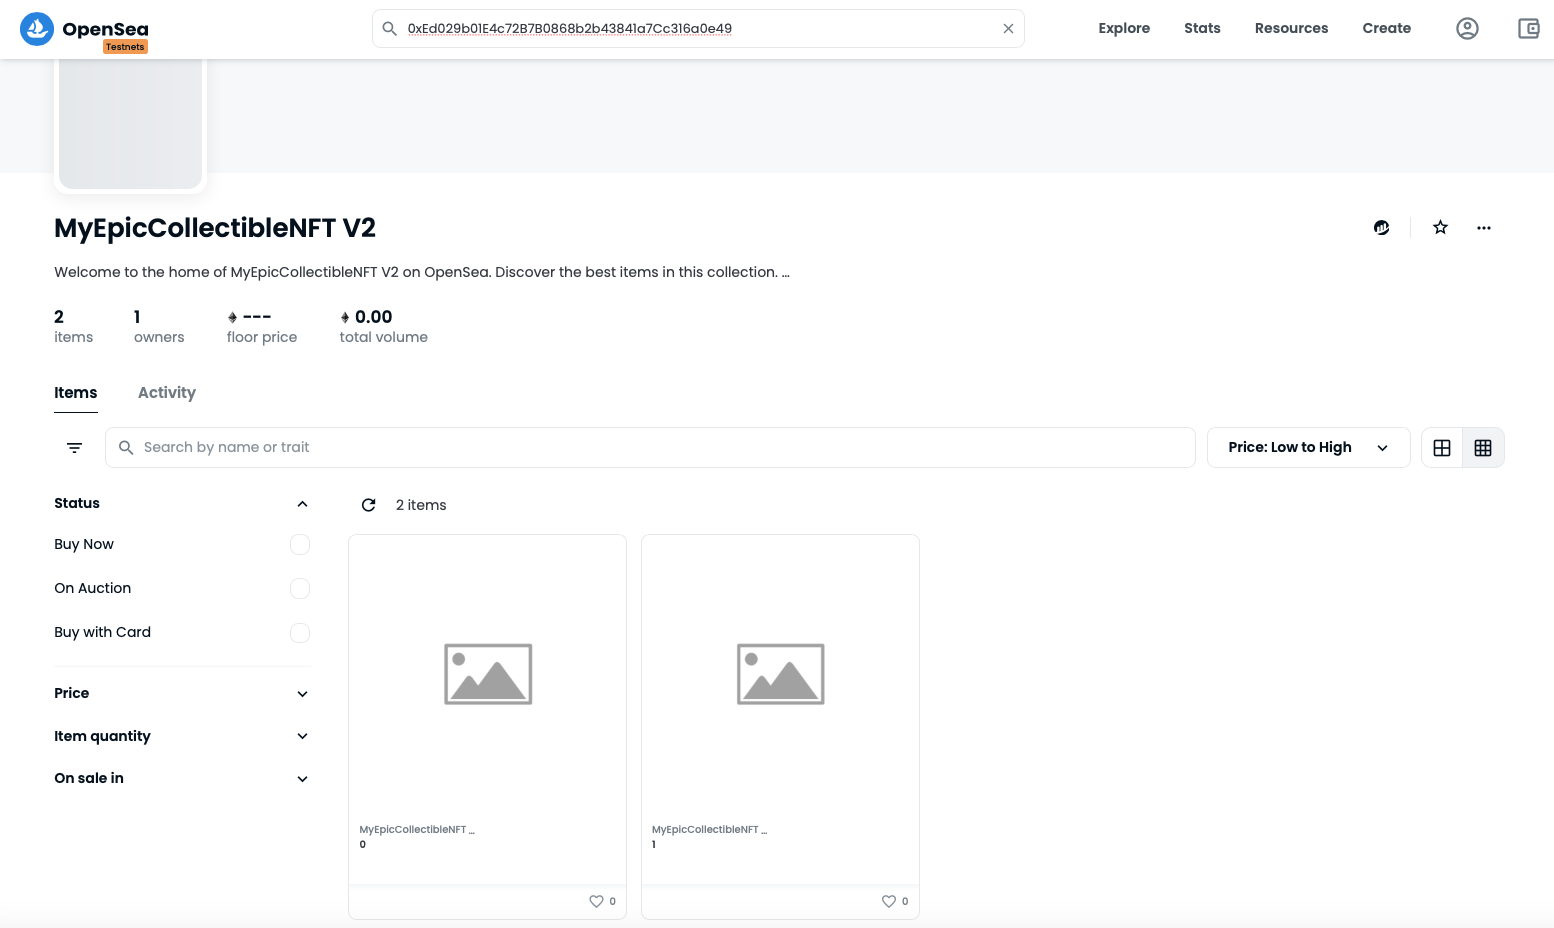 OpenSea
Testnets
0xEd029b01E4c72B7B0868b2b43841a7Cc316a0e49
Explore
Stats
Resources
Create
MyEpicCollectibleNFT V2
Welcome to the home of MyEpicCollectibleNFT V2 on OpenSea. Discover the best items in this collection. ...
2
items
1
owners
---
floor price
0.00
total volume
Items
Activity
Search by name or trait
Price: Low to High
Status
2 items
Buy Now
On Auction
Buy with Card
Price
Item quantity
On sale in
MyEpicCollectibleNFT ...
0
0
MyEpicCollectibleNFT ...
1
0